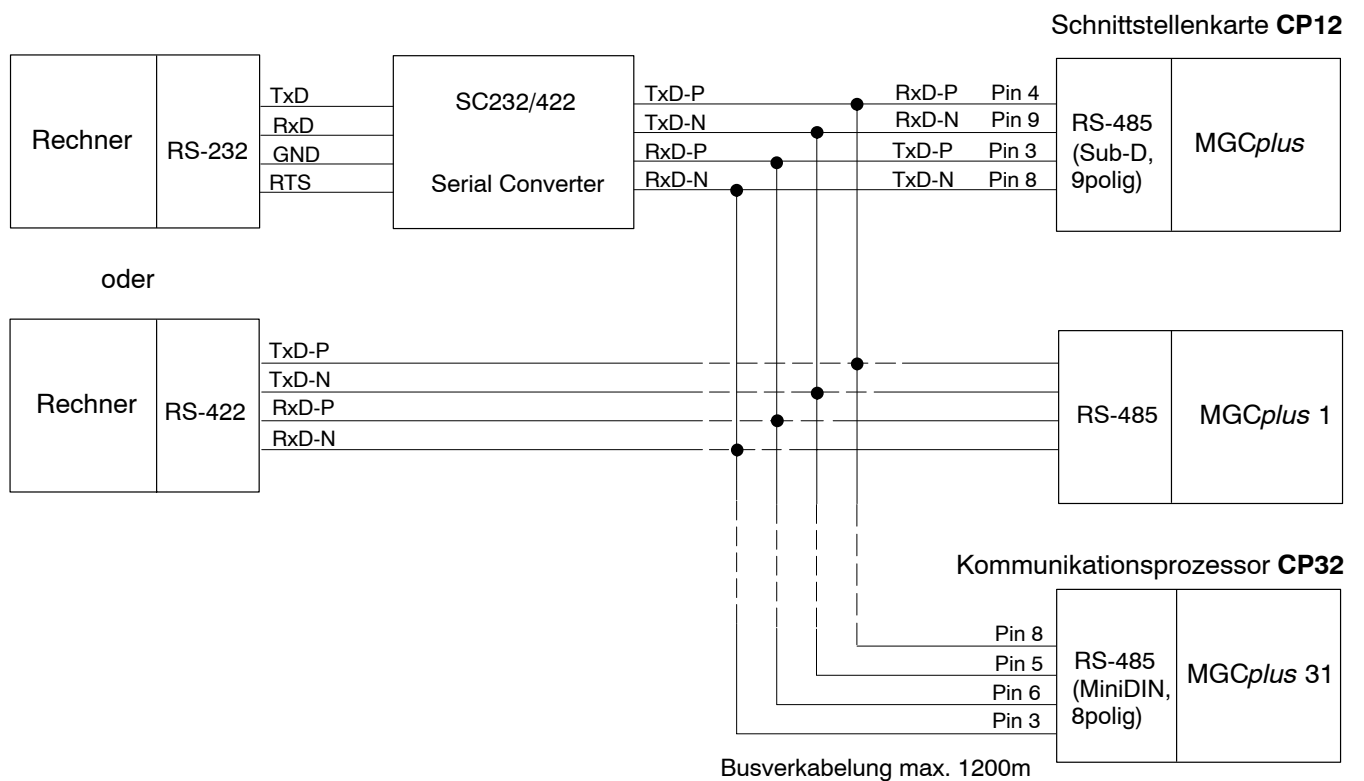 Schnittstellenkarte CP12
Rechner
RS-232
TxD
RxD
GND
RTS
SC232/422
Serial Converter
TxD-P
TxD-N
RxD-P
RxD-N
RxD-P Pin 4
RxD-N Pin 9
TxD-P Pin 3
TxD-N Pin 8
RS-485
(Sub-D,
9polig)
MGCplus
oder
Rechner
RS-422
TxD-P
TxD-N
RxD-P
RxD-N
RS-485
MGCplus 1
Kommunikationsprozessor CP32
Pin 8
Pin 5
Pin 6
Pin 3
RS-485
(MiniDIN,
8polig)
MGCplus 31
Busverkabelung max. 1200m